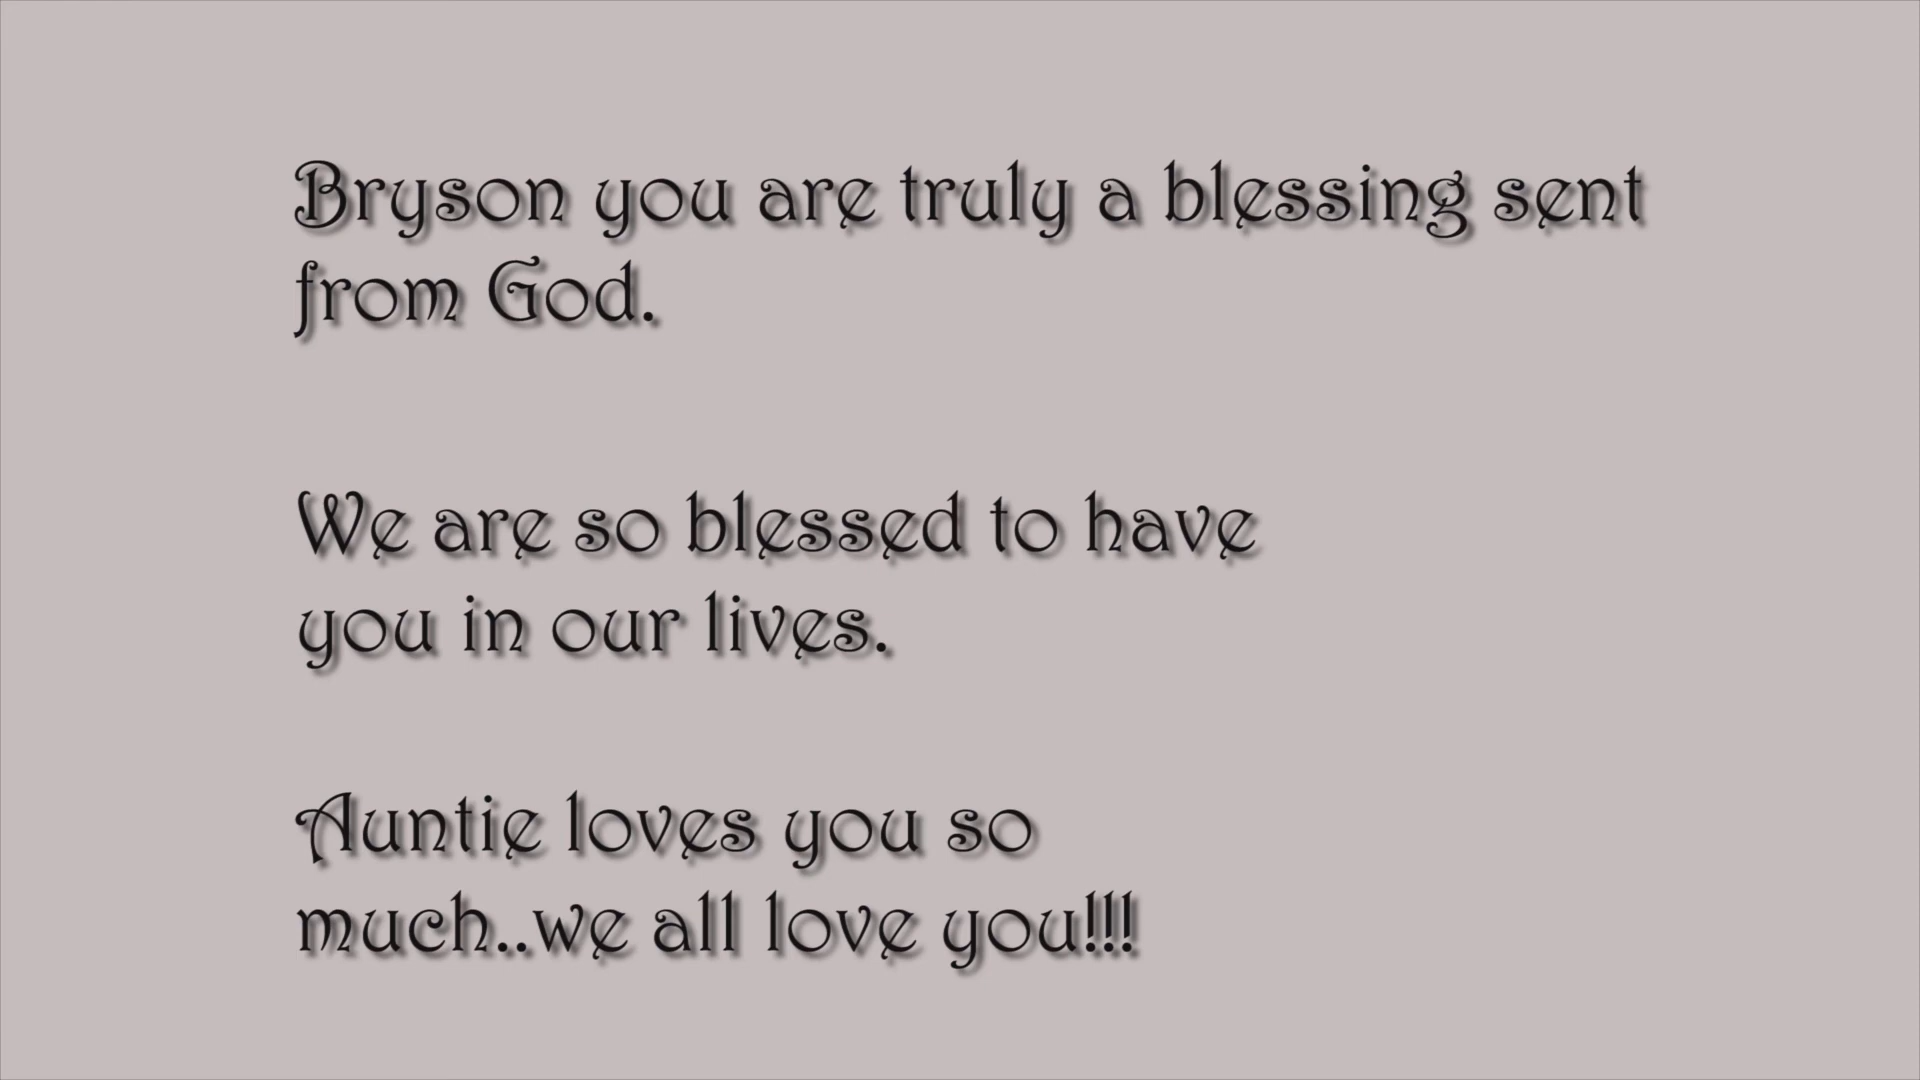 Bryson you are truly a blessing sent
from God.
We are so blessed to have
you in our lives.
Auntie loves you so
much..we all love you!!!